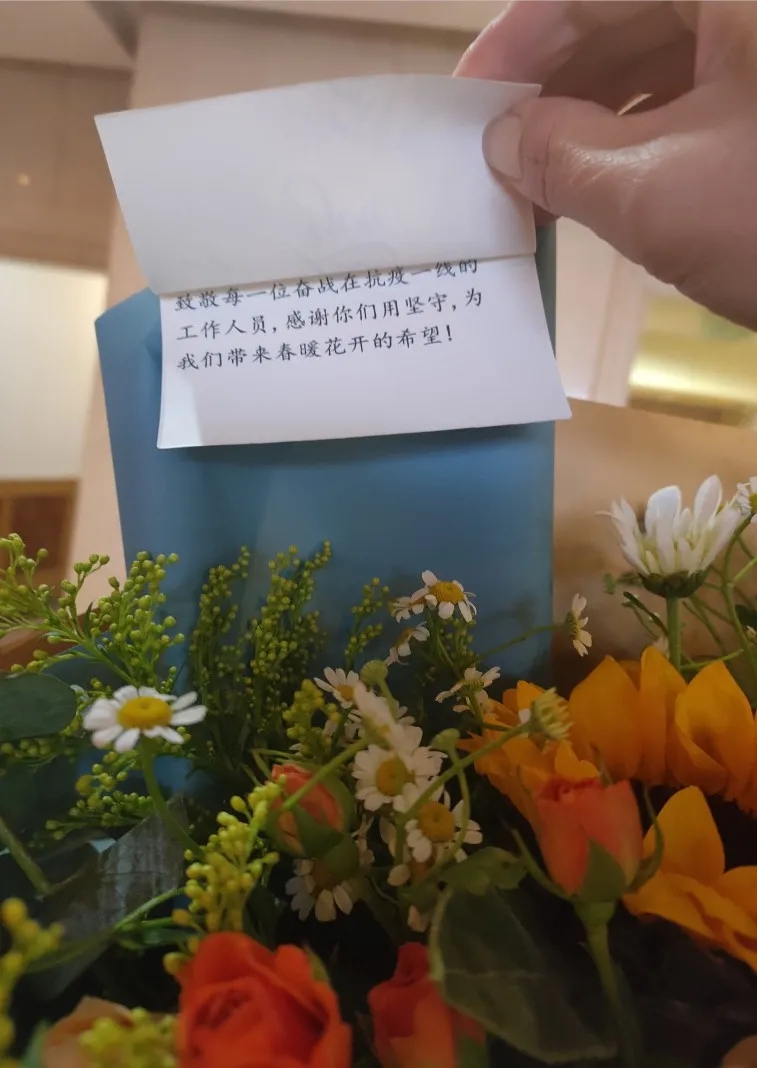 致敬每一位奋战在抗疫一线的
工作人员,感谢你们用坚守,为
我们带来春暖花开的希望!